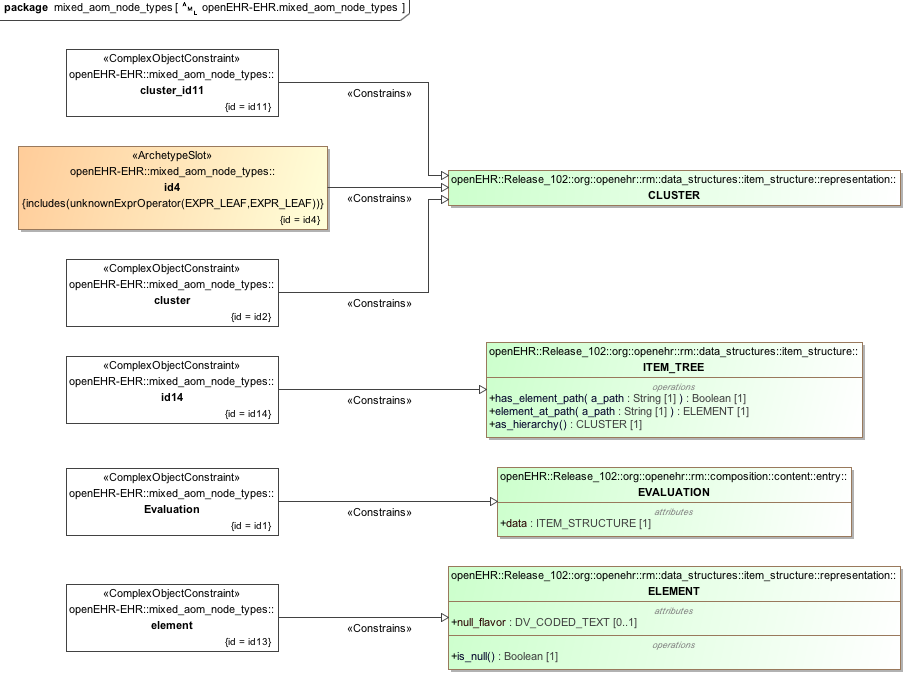 package mixed_aom_node_types [ AML openEHR-EHR.mixed_aom_node_types ]
«ComplexObjectConstraint»
openEHR-EHR::mixed_aom_node_types::
cluster_id11
{id = id11}
«Constrains»
«ArchetypeSlot»
openEHR-EHR::mixed_aom_node_types::
id4
{includes(unknownExprOperator(EXPR_LEAF,EXPR_LEAF))}
{id = id4}
«Constrains»
openEHR::Release_102::org::openehr::rm::data_structures::item_structure::representation::
CLUSTER
«ComplexObjectConstraint»
openEHR-EHR::mixed_aom_node_types::
cluster
{id = id2}
«Constrains»
«ComplexObjectConstraint»
openEHR-EHR::mixed_aom_node_types::
id14
{id = id14}
«Constrains»
openEHR::Release_102::org::openehr::rm::data_structures::item_structure::
ITEM_TREE
operations
+has_element_path( a_path : String [1] ) : Boolean [1]
+element_at_path( a_path : String [1] ) : ELEMENT [1]
+as_hierarchy() : CLUSTER [1]
«ComplexObjectConstraint»
openEHR-EHR::mixed_aom_node_types::
Evaluation
{id = id1}
«Constrains»
openEHR::Release_102::org::openehr::rm::composition::content::entry::
EVALUATION
attributes
+data : ITEM_STRUCTURE [1]
«ComplexObjectConstraint»
openEHR-EHR::mixed_aom_node_types::
element
{id = id13}
«Constrains»
openEHR::Release_102::org::openehr::rm::data_structures::item_structure::representation::
ELEMENT
attributes
+null_flavor : DV_CODED_TEXT [0..1]
operations
+is_null() : Boolean [1]